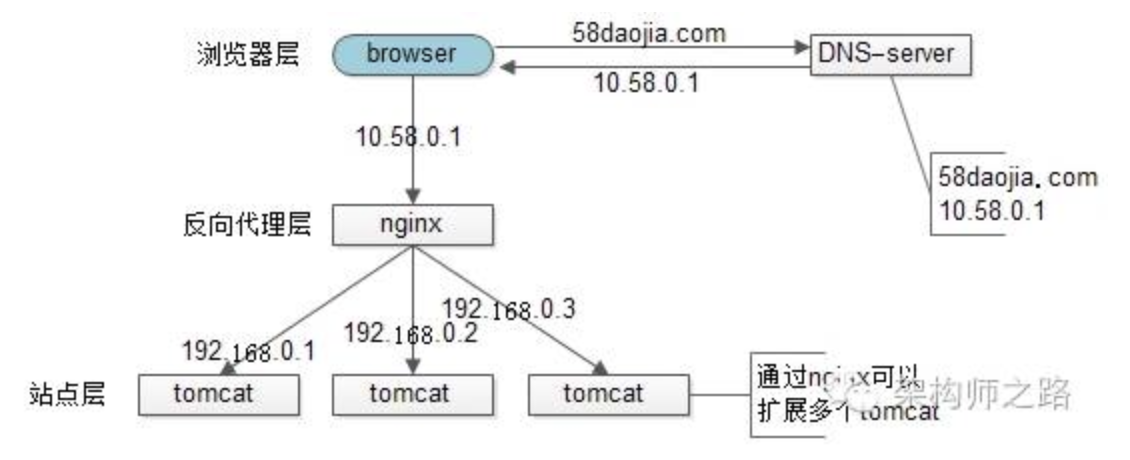 58daojia.com
浏览器层
browser
DNS-server
10.58.0.1
10.58.0.1
58daojia.com
10.58.0.1
反向代理层
nginx
192.168.0.3
192.168.0.2
192.168.0.1
通过nginx可以
扩展多个tomcat
站点层
tomcat
tomcat
tomcat
架构师之路